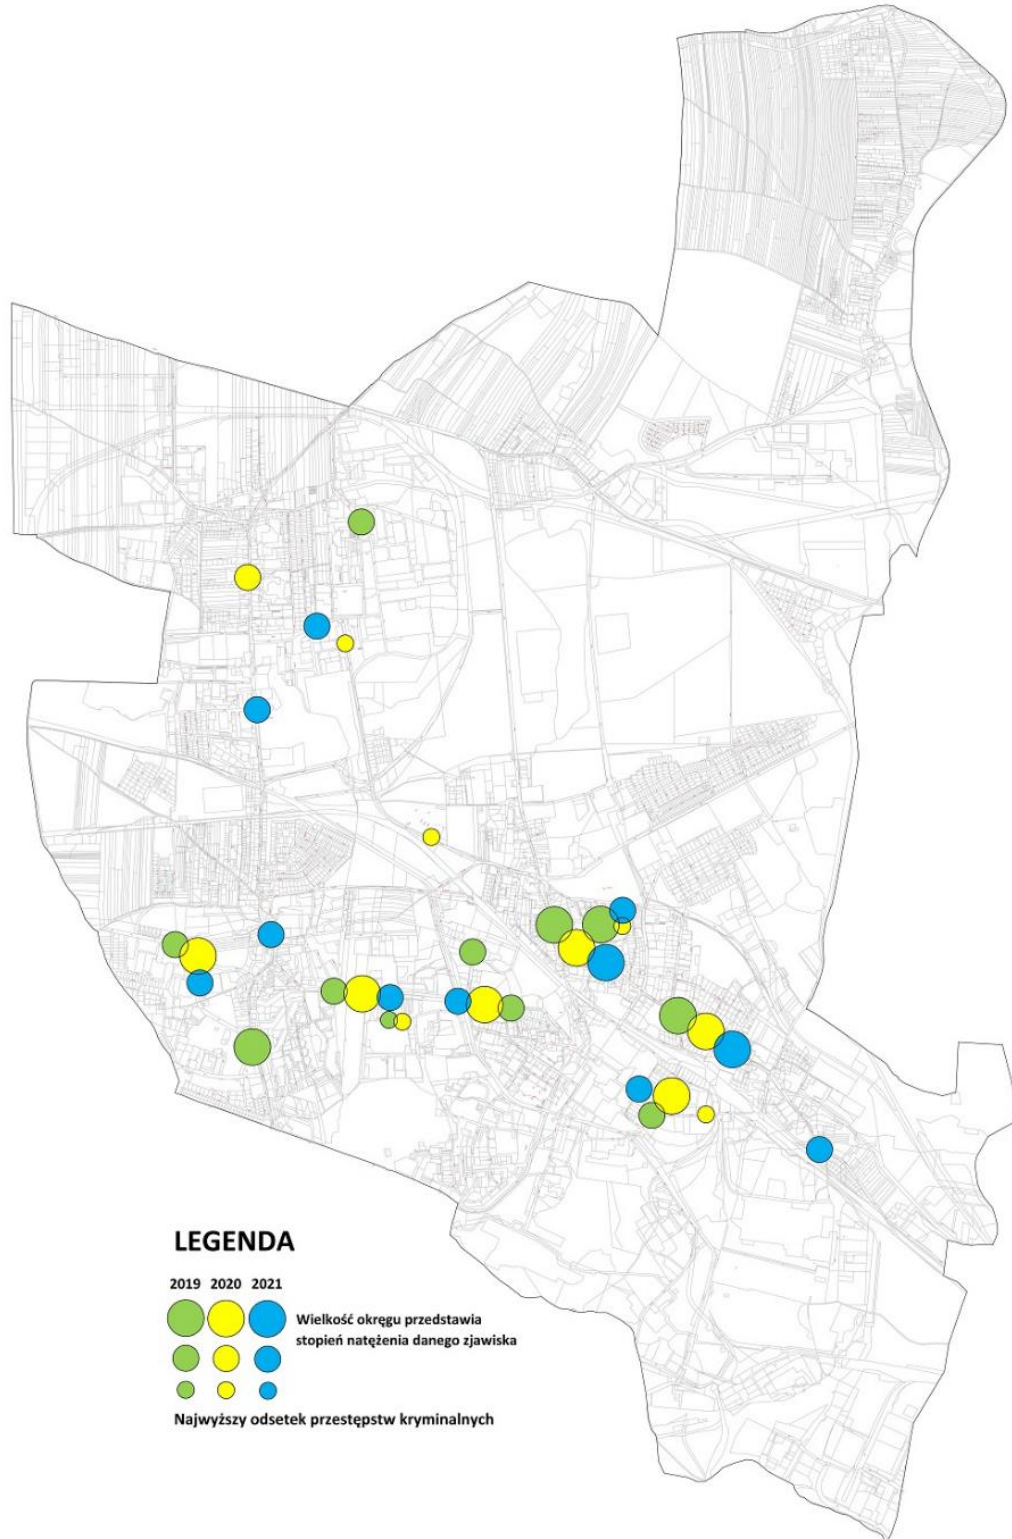 LEGENDA
2019 2020 2021
Wielkość okręgu przedstawia
stopień natężenia danego zjawiska
Najwyższy odsetek przestępstw kryminalnych